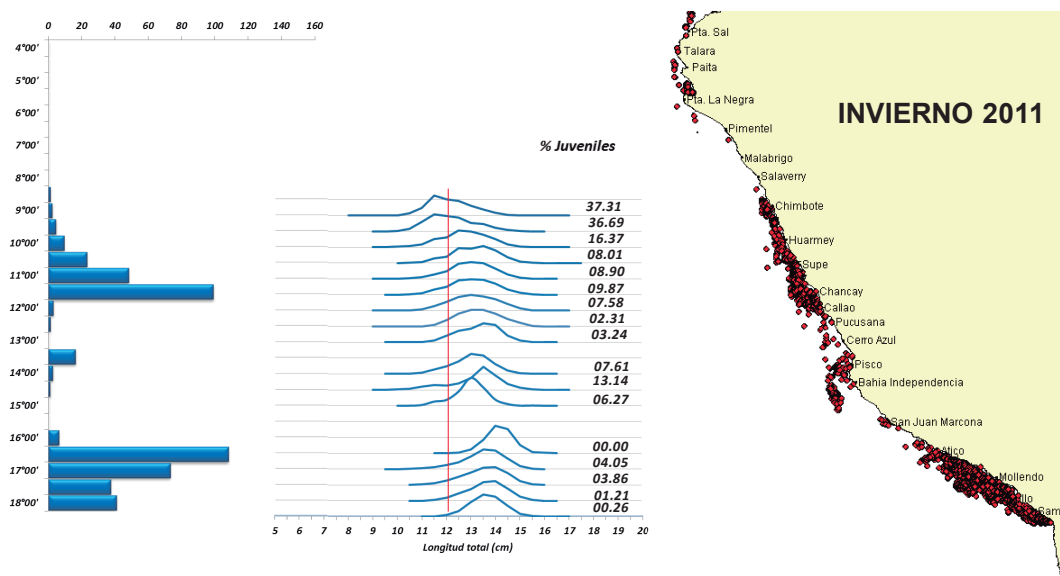 0 20 40 60 80 100 120 140 160
4°00'
5°00'
6°00'
7°00'
8°00'
9°00'
10°00'
11°00'
12°00'
13°00'
14°00'
15°00'
16°00'
17°00'
18°00'
% Juveniles
37.31
36.69
16.37
08.01
08.90
09.87
07.58
02.31
03.24
07.61
13.14
06.27
00.00
04.05
03.86
01.21
00.26
5 6 7 8 9 10 11 12 13 14 15 16 17 18 19 20
Longitud total (cm)
INVIERNO 2011
Pta. Sal
Talara
Paita
Pta. La Negra
Pimentel
Malabrigo
Salaverry
Chimbote
Huarmey
Supe
Chancay
Callao
Pucusana
Cerro Azul
Pisco
Bahia Independencia
San Juan Marcona
Atico
Mollendo